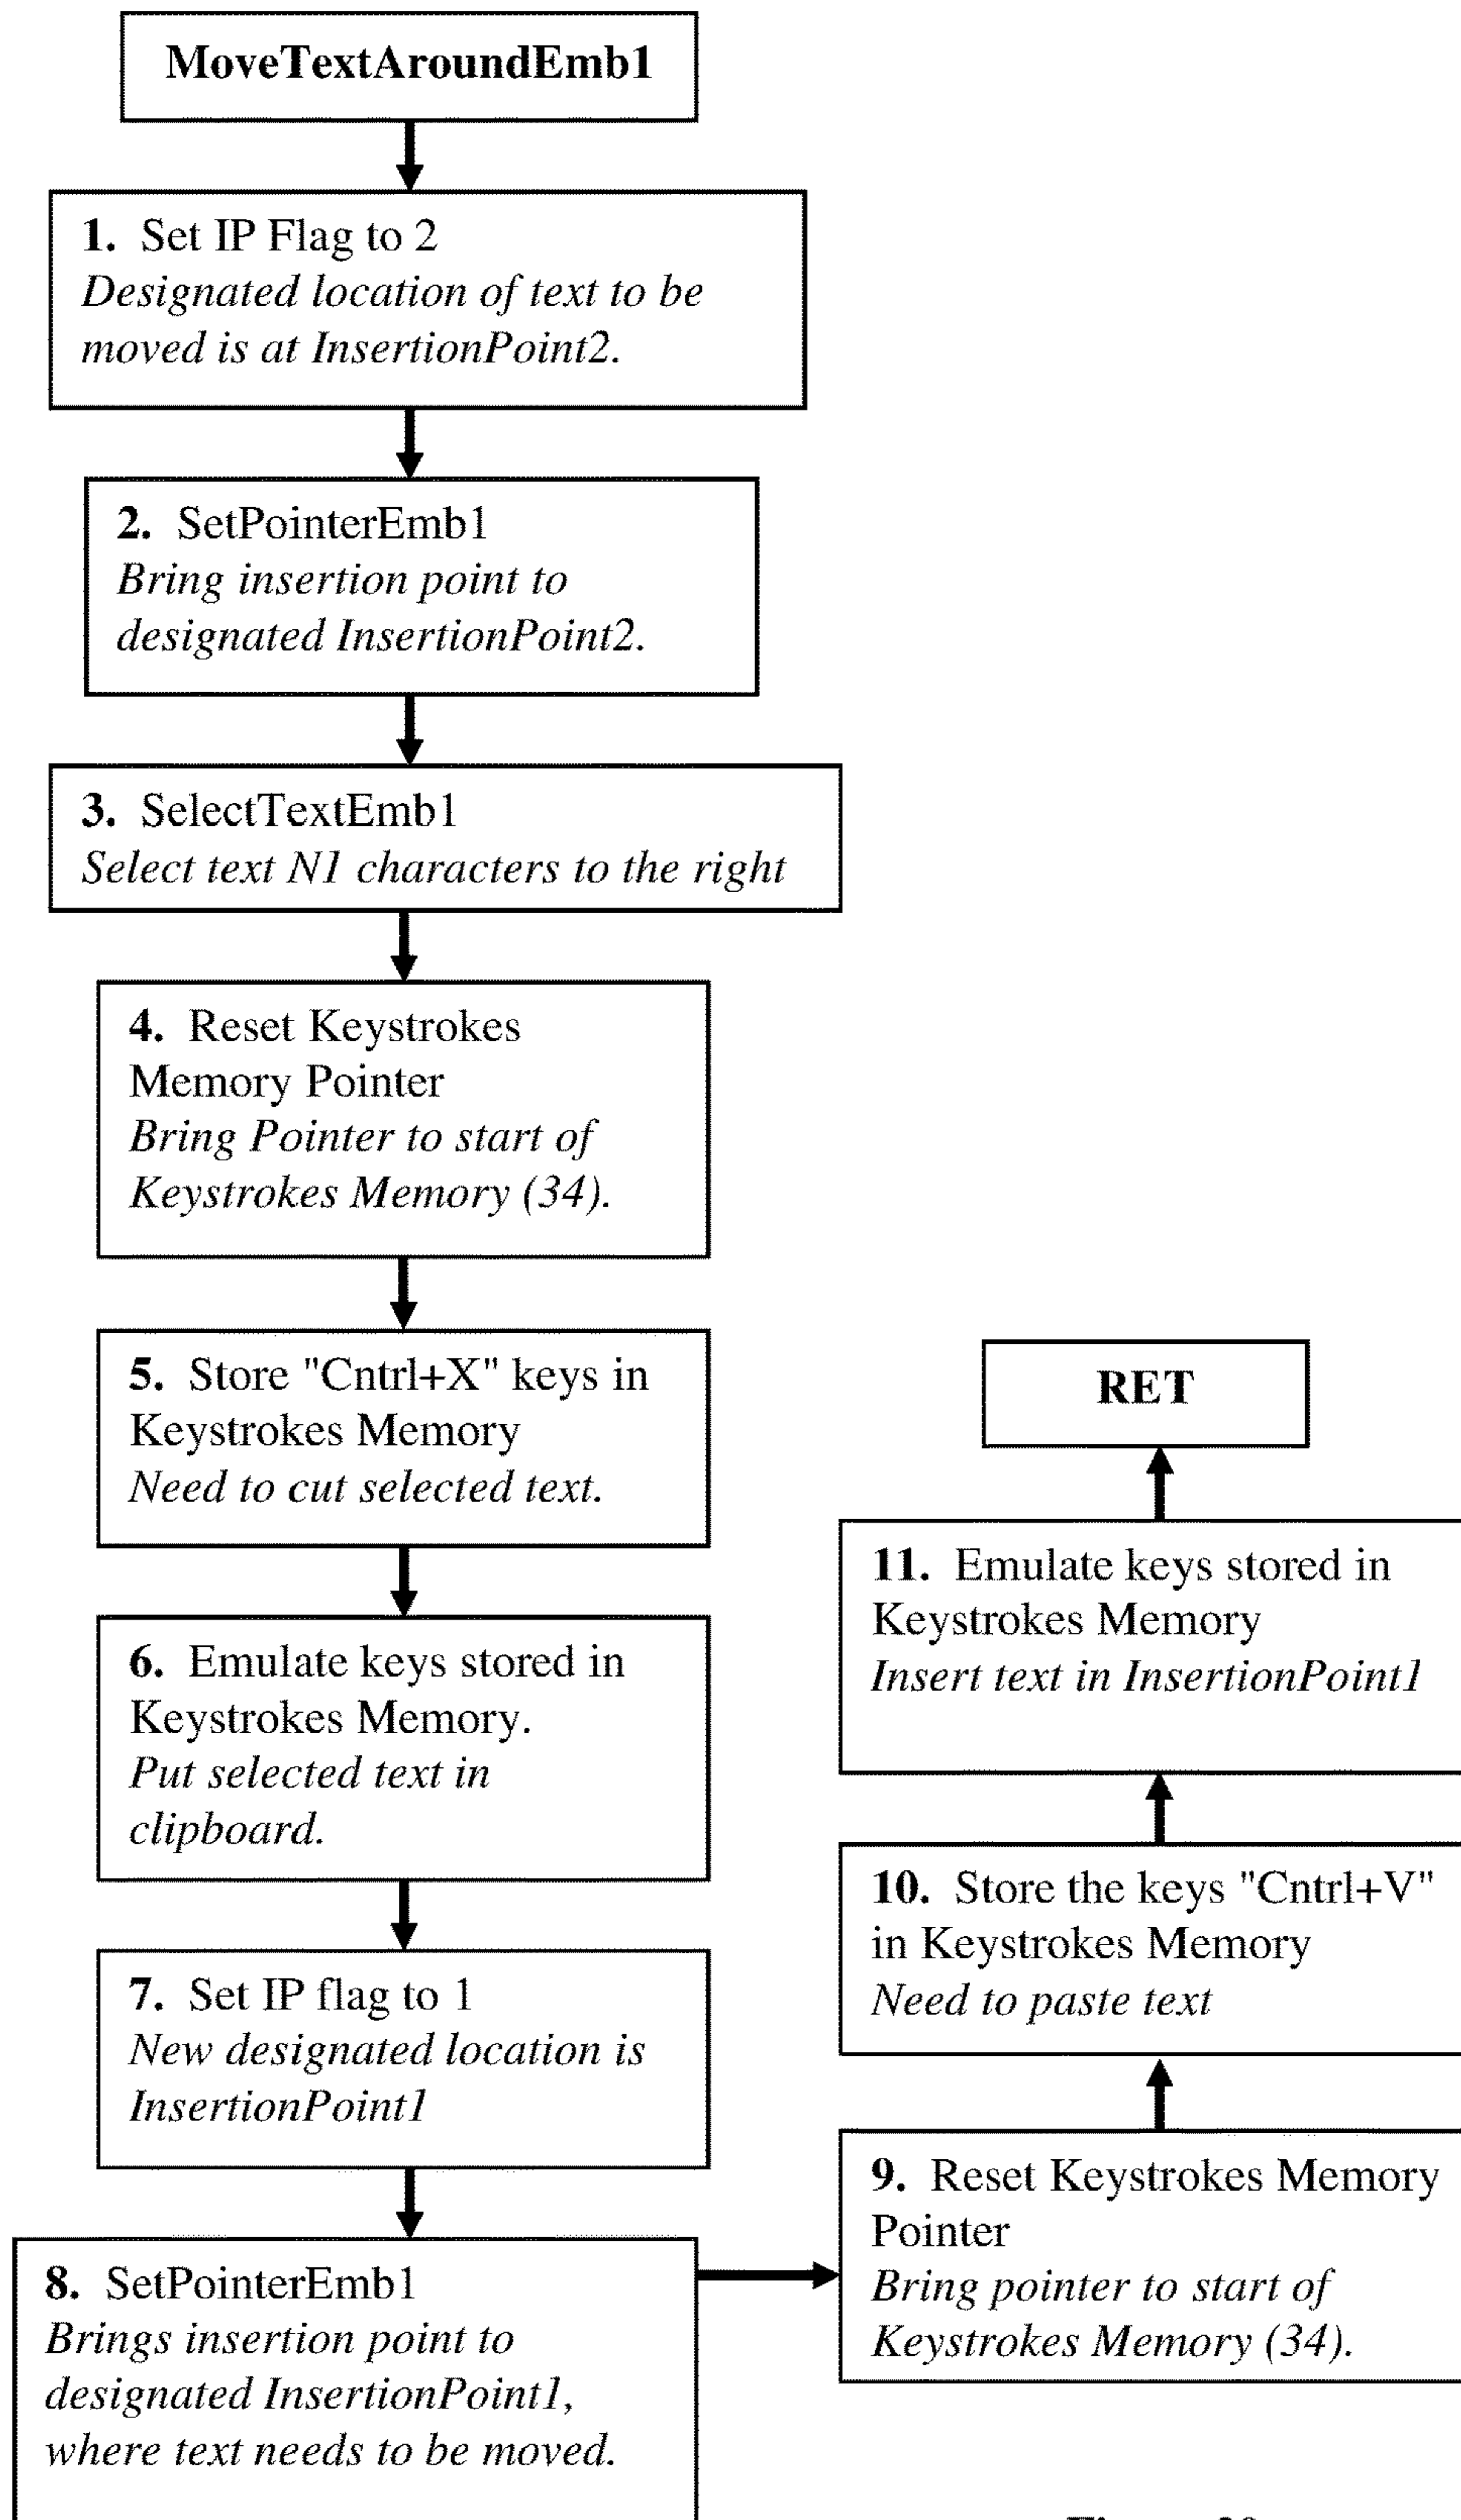 MoveTextAroundEmb1
1. Set IP Flag to 2
Designated location of text to be
moved is at InsertionPoint2.
2. SetPointerEmb1
Bring insertion point to
designated InsertionPoint2.
3. SelectTextEmb1
Select text N1 characters to the right
4. Reset Keystrokes
Memory Pointer
Bring Pointer to start of
Keystrokes Memory (34).
5. Store "Cntrl+X" keys in
Keystrokes Memory
Need to cut selected text.
6. Emulate keys stored in
Keystrokes Memory.
Put selected text in
clipboard.
7. Set IP flag to 1
New designated location is
InsertionPoint1
8. SetPointerEmb1
Brings insertion point to
designated InsertionPoint1,
where text needs to be moved.
9. Reset Keystrokes Memory
Pointer
Bring pointer to start of
Keystrokes Memory (34).
10. Store the keys "Cntrl+V"
in Keystrokes Memory
Need to paste text
11. Emulate keys stored in
Keystrokes Memory
Insert text in InsertionPoint1
RET